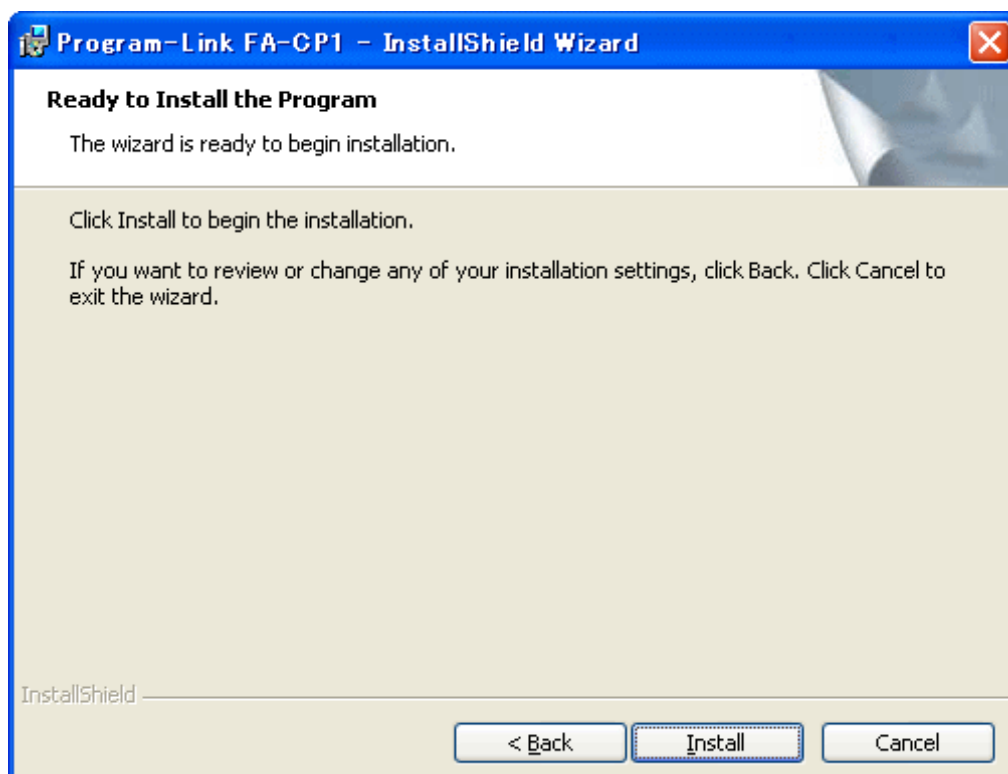 Program-Link FA-CP1 - InstallShield Wizard
Ready to Install the Program
The wizard is ready to begin installation.
Click Install to begin the installation.
If you want to review or change any of your installation settings, click Back. Click Cancel to
exit the wizard.
InstallShield
< Back Install Cancel